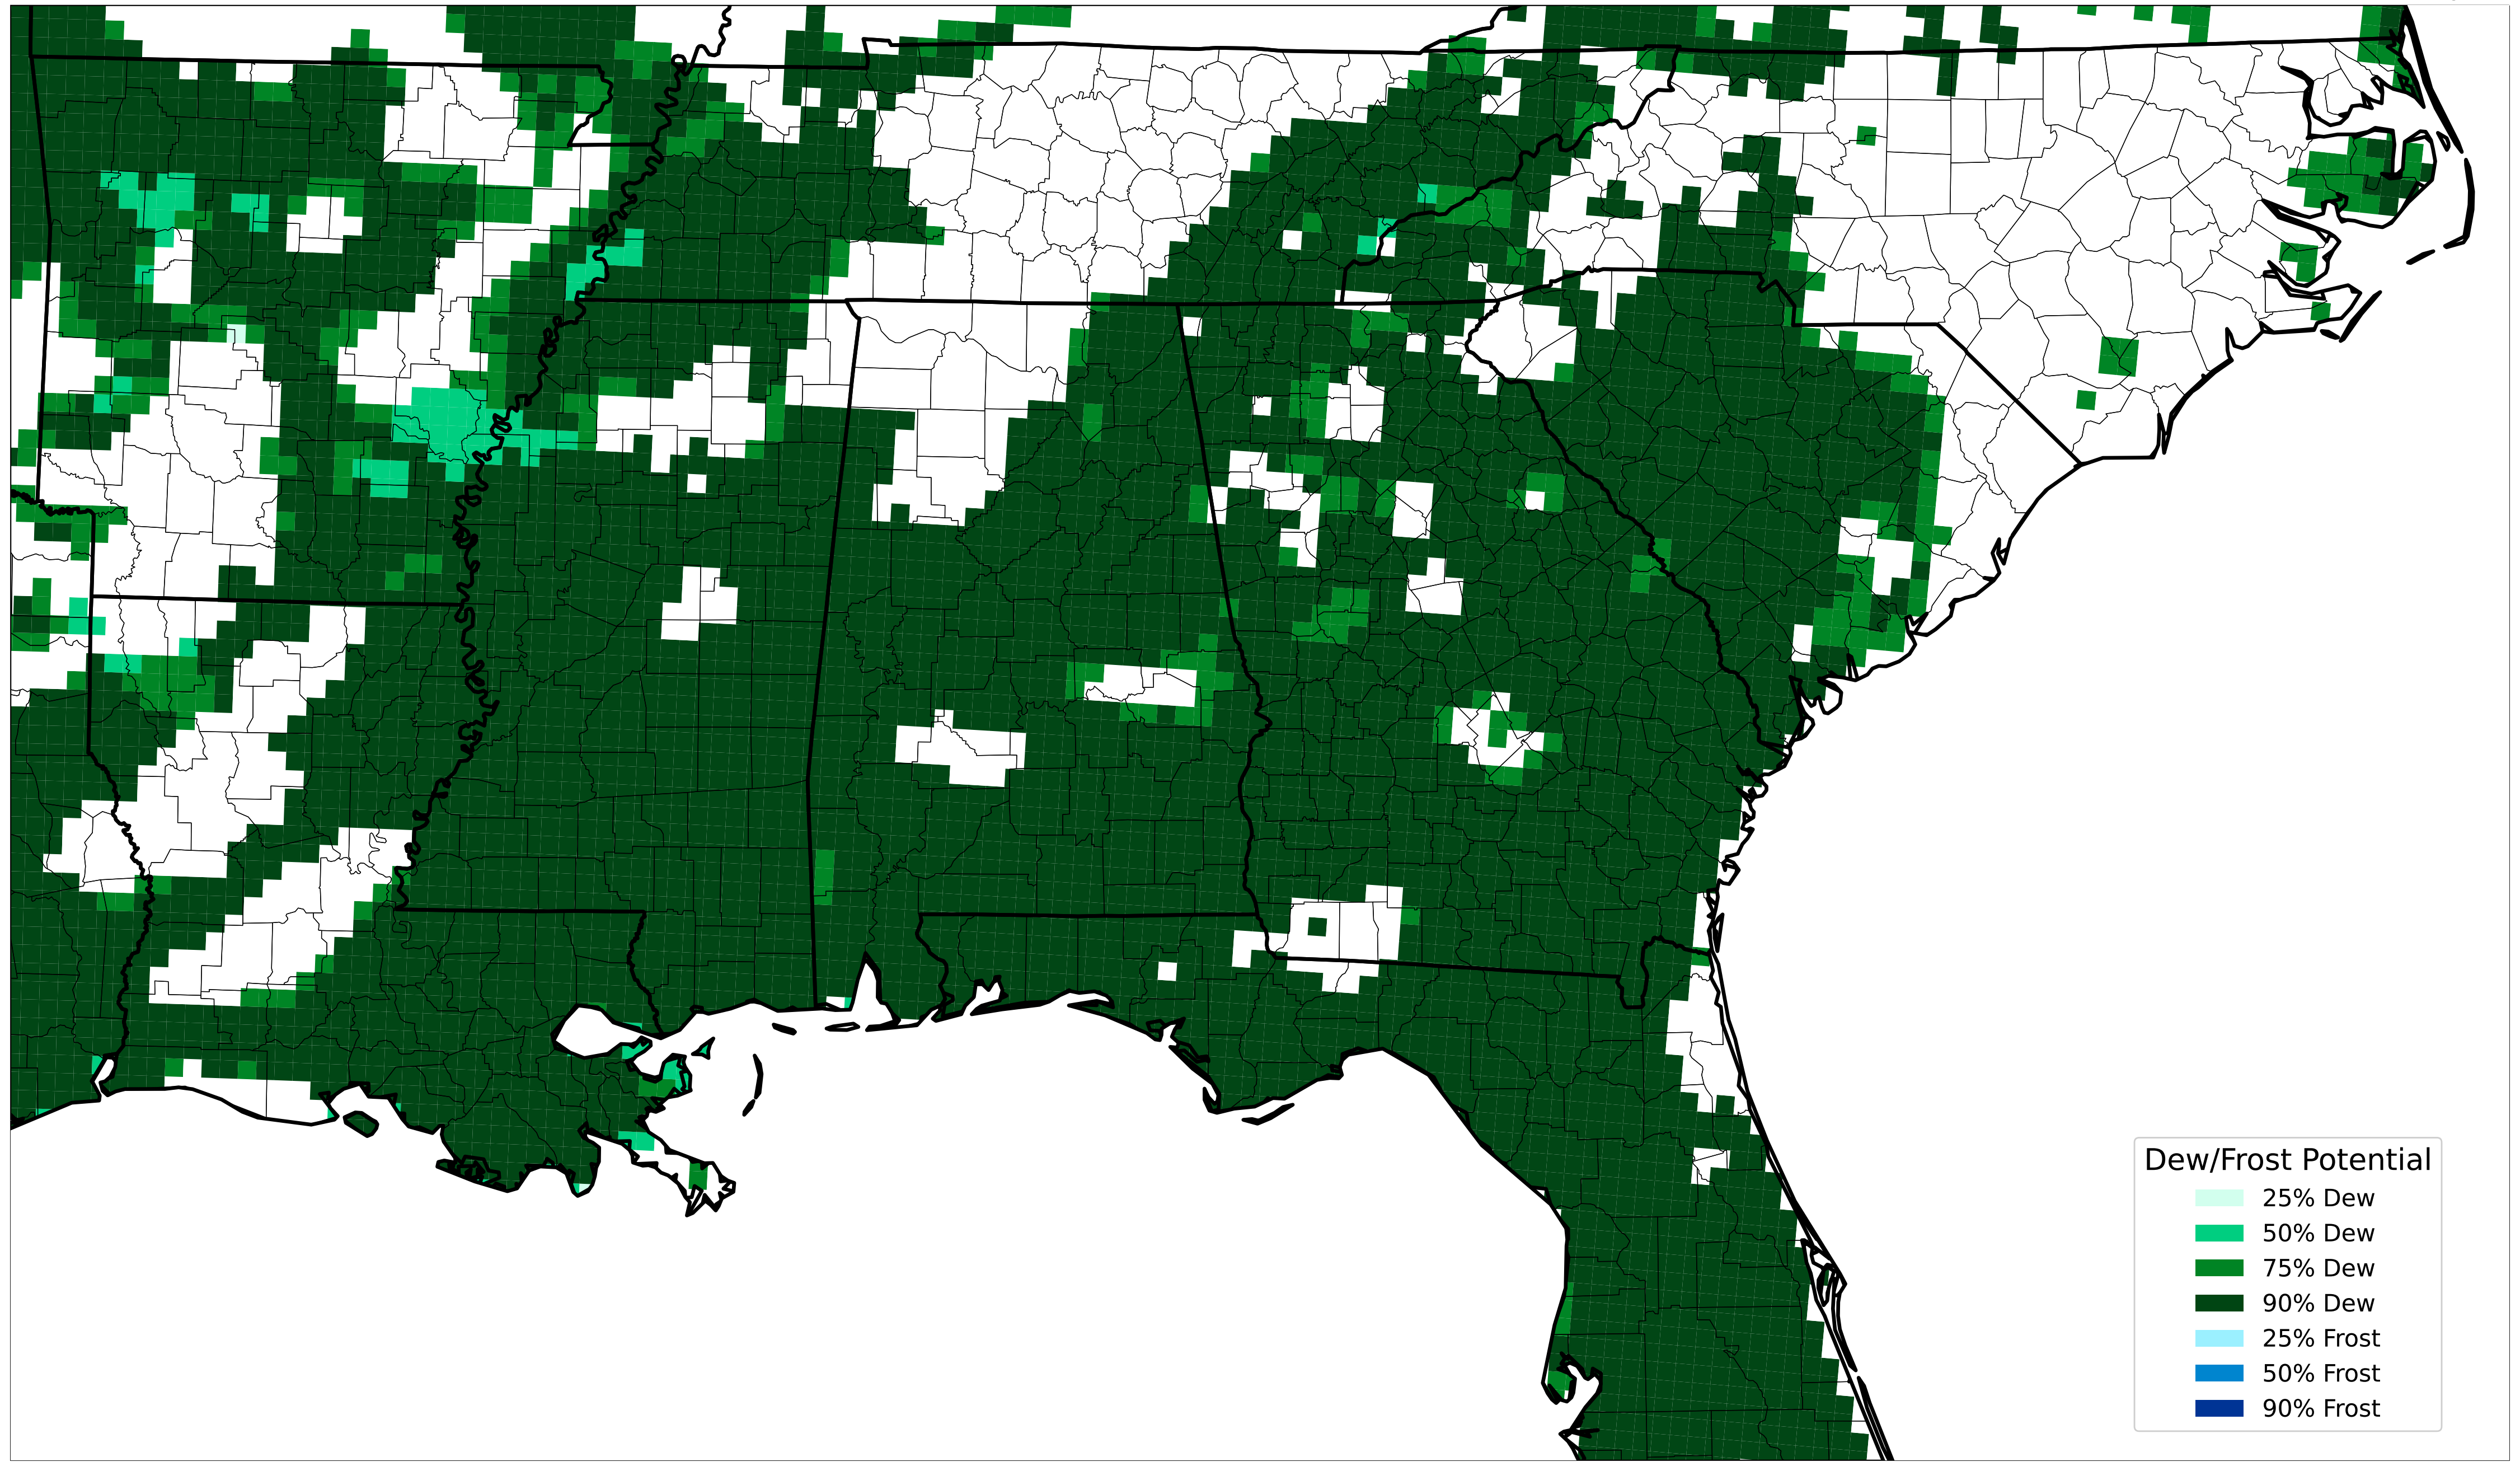 Dew/Frost Potential
25% Dew
50% Dew
75% Dew
90% Dew
25% Frost
50% Frost
90% Frost